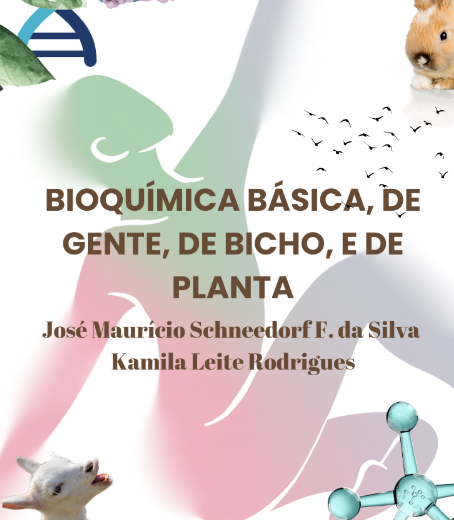 BIOQUÍMICA BÁSICA, DE
GENTE, DE BICHO, E DE
PLANTA
José Maurício Schneedorf F. da Silva
Kamila Leite Rodrigues